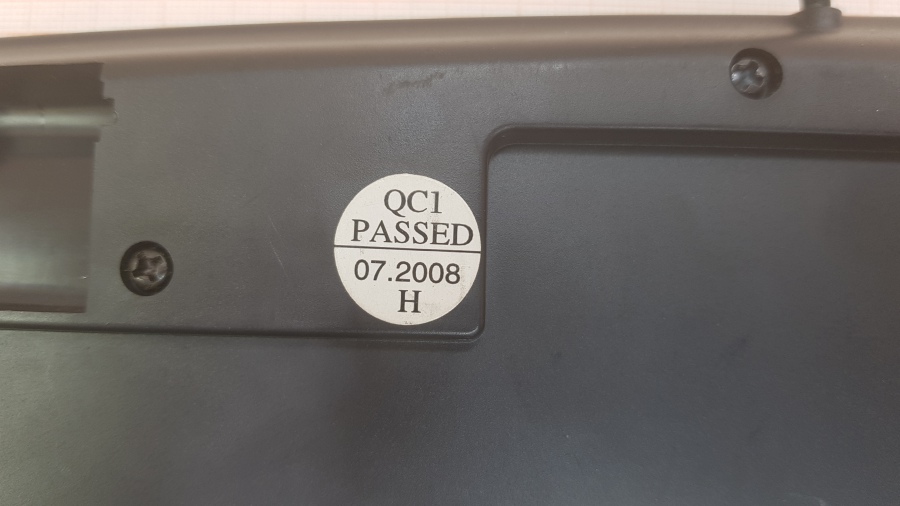 QC1
PASSED
07.2008
H